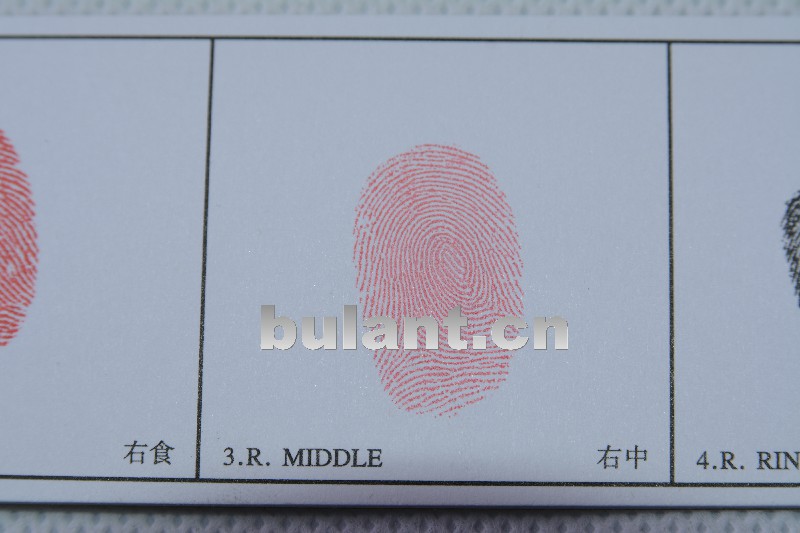 bulant.cn
右食
3.R. MIDDLE
右中
4.R. RIN